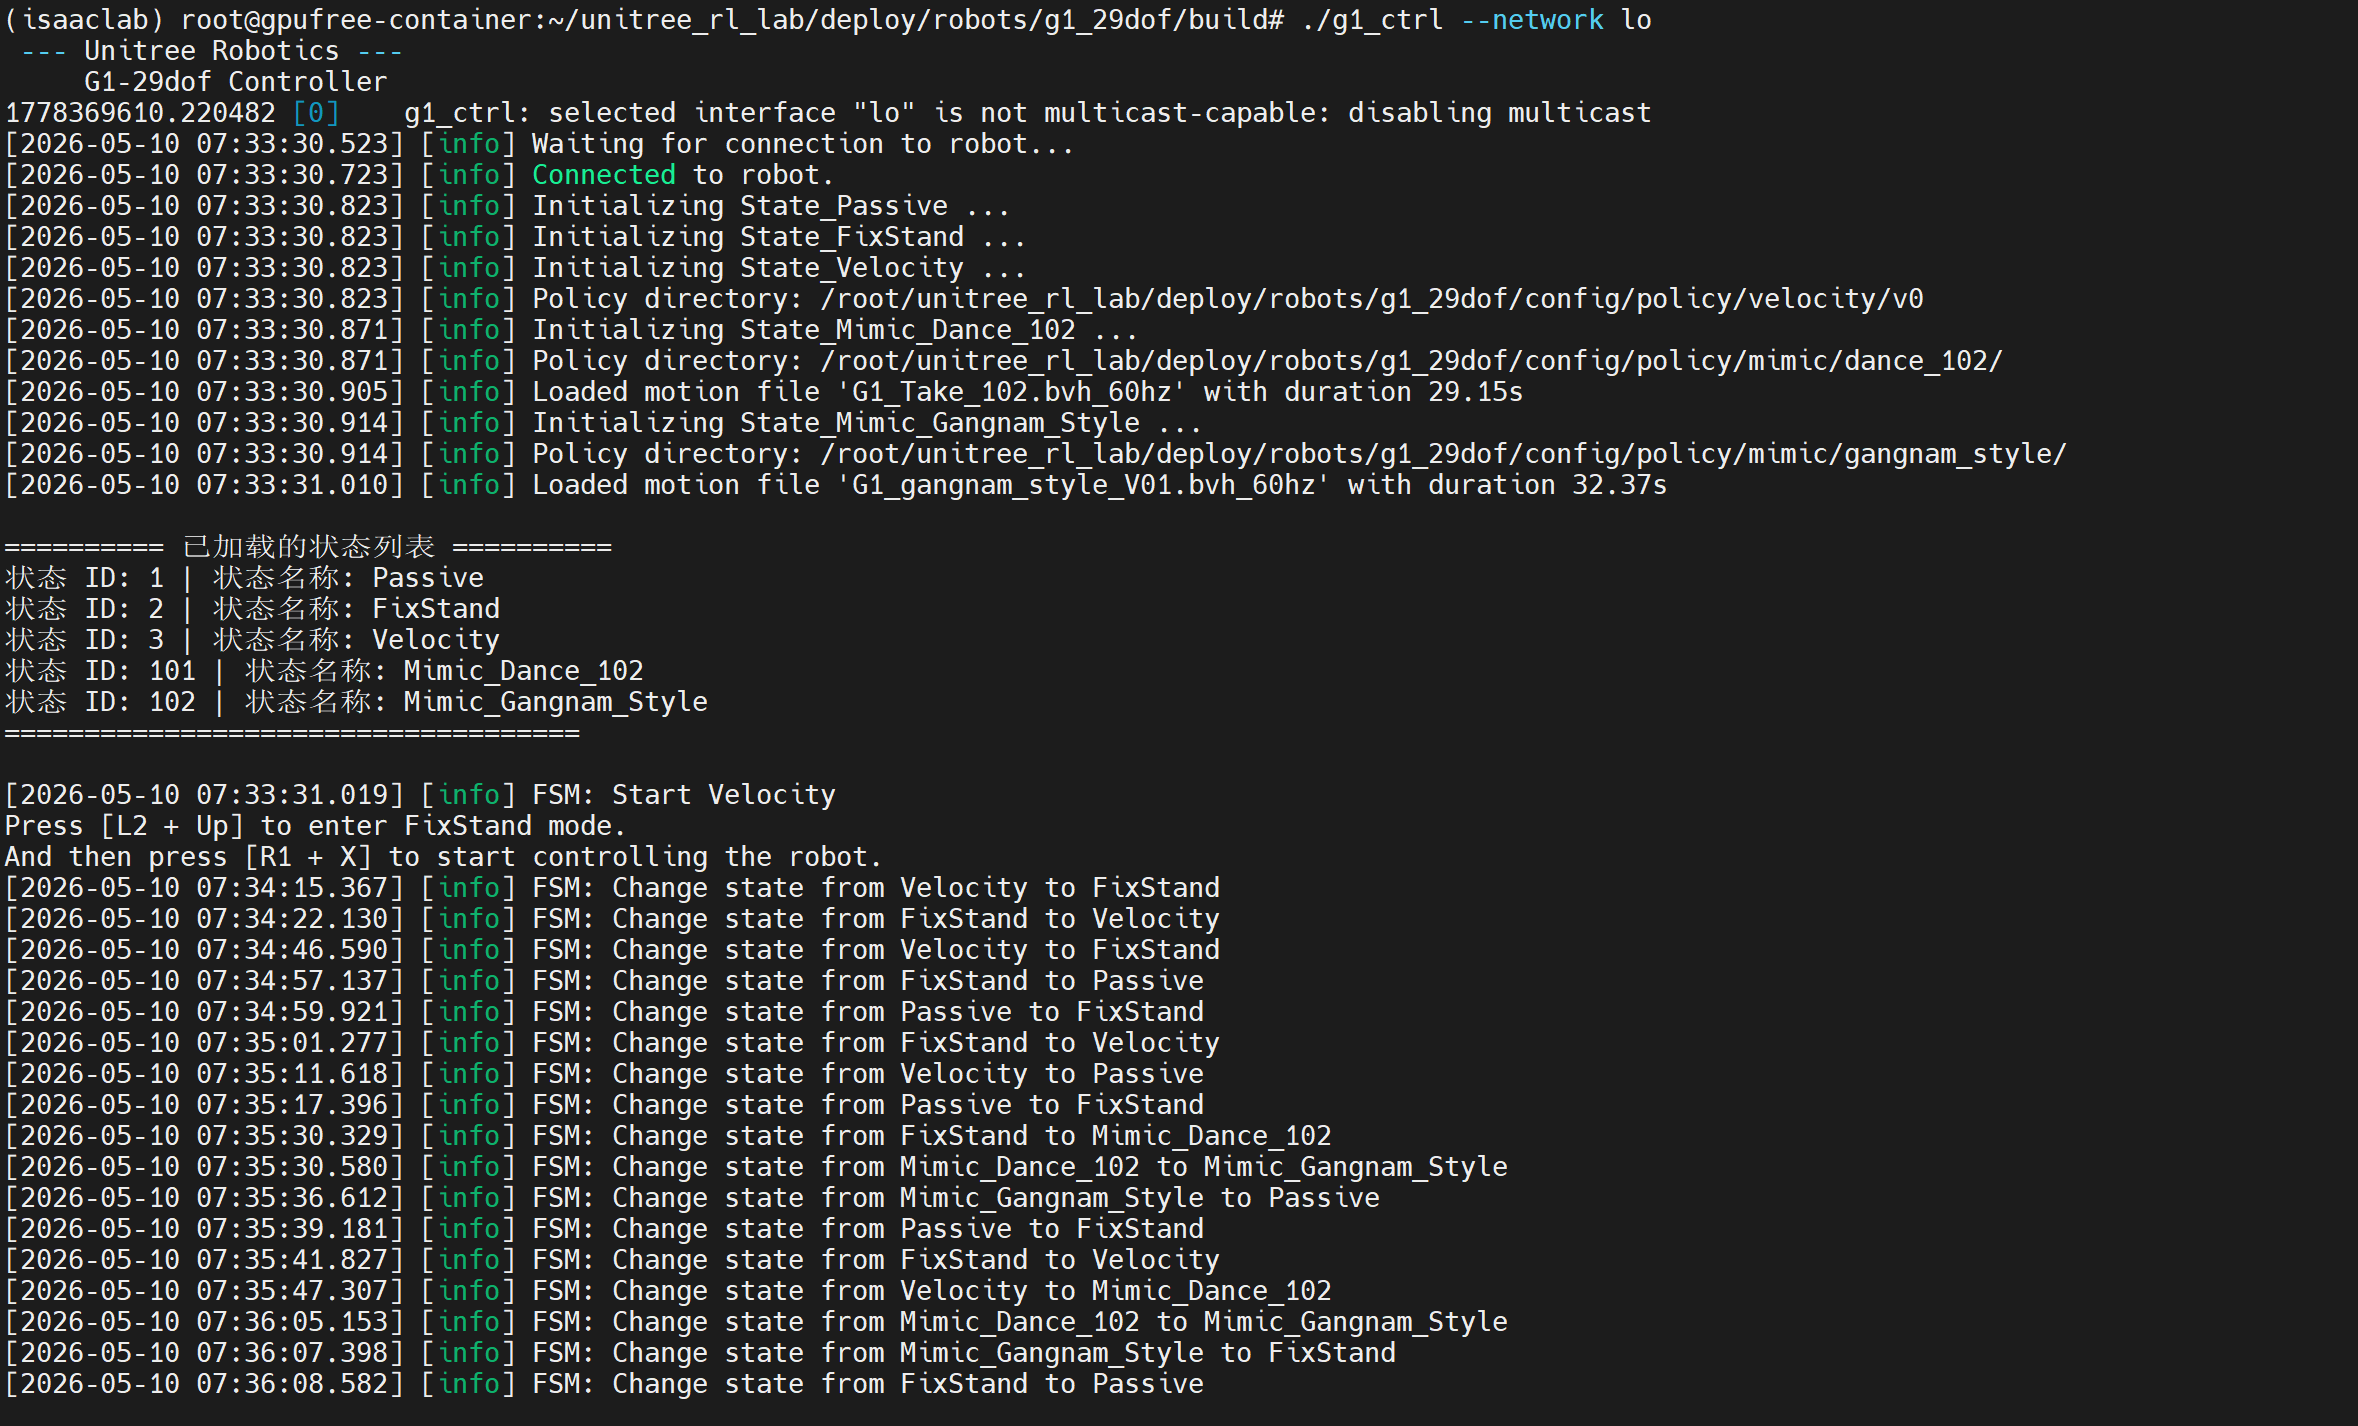 (isaaclab) root@gpufree-container:~/unitree_rl_lab/deploy/robots/g1_29dof/build# ./g1_ctrl --network lo
 --- Unitree Robotics ---
     G1-29dof Controller
1778369610.220482 [0]    g1_ctrl: selected interface "lo" is not multicast-capable: disabling multicast
[2026-05-10 07:33:30.523] [info] Waiting for connection to robot...
[2026-05-10 07:33:30.723] [info] Connected to robot.
[2026-05-10 07:33:30.823] [info] Initializing State_Passive ...
[2026-05-10 07:33:30.823] [info] Initializing State_FixStand ...
[2026-05-10 07:33:30.823] [info] Initializing State_Velocity ...
[2026-05-10 07:33:30.823] [info] Policy directory: /root/unitree_rl_lab/deploy/robots/g1_29dof/config/policy/velocity/v0
[2026-05-10 07:33:30.871] [info] Initializing State_Mimic_Dance_102 ...
[2026-05-10 07:33:30.871] [info] Policy directory: /root/unitree_rl_lab/deploy/robots/g1_29dof/config/policy/mimic/dance_102/
[2026-05-10 07:33:30.905] [info] Loaded motion file 'G1_Take_102.bvh_60hz' with duration 29.15s
[2026-05-10 07:33:30.914] [info] Initializing State_Mimic_Gangnam_Style ...
[2026-05-10 07:33:30.914] [info] Policy directory: /root/unitree_rl_lab/deploy/robots/g1_29dof/config/policy/mimic/gangnam_style/
[2026-05-10 07:33:31.010] [info] Loaded motion file 'G1_gangnam_style_V01.bvh_60hz' with duration 32.37s

========== 已加载的状态列表 ==========
状态 ID: 1 | 状态名称: Passive
状态 ID: 2 | 状态名称: FixStand
状态 ID: 3 | 状态名称: Velocity
状态 ID: 101 | 状态名称: Mimic_Dance_102
状态 ID: 102 | 状态名称: Mimic_Gangnam_Style
====================================

[2026-05-10 07:33:31.019] [info] FSM: Start Velocity
Press [L2 + Up] to enter FixStand mode.
And then press [R1 + X] to start controlling the robot.
[2026-05-10 07:34:15.367] [info] FSM: Change state from Velocity to FixStand
[2026-05-10 07:34:22.130] [info] FSM: Change state from FixStand to Velocity
[2026-05-10 07:34:46.590] [info] FSM: Change state from Velocity to FixStand
[2026-05-10 07:34:57.137] [info] FSM: Change state from FixStand to Passive
[2026-05-10 07:34:59.921] [info] FSM: Change state from Passive to FixStand
[2026-05-10 07:35:01.277] [info] FSM: Change state from FixStand to Velocity
[2026-05-10 07:35:11.618] [info] FSM: Change state from Velocity to Passive
[2026-05-10 07:35:17.396] [info] FSM: Change state from Passive to FixStand
[2026-05-10 07:35:30.329] [info] FSM: Change state from FixStand to Mimic_Dance_102
[2026-05-10 07:35:30.580] [info] FSM: Change state from Mimic_Dance_102 to Mimic_Gangnam_Style
[2026-05-10 07:35:36.612] [info] FSM: Change state from Mimic_Gangnam_Style to Passive
[2026-05-10 07:35:39.181] [info] FSM: Change state from Passive to FixStand
[2026-05-10 07:35:41.827] [info] FSM: Change state from FixStand to Velocity
[2026-05-10 07:35:47.307] [info] FSM: Change state from Velocity to Mimic_Dance_102
[2026-05-10 07:36:05.153] [info] FSM: Change state from Mimic_Dance_102 to Mimic_Gangnam_Style
[2026-05-10 07:36:07.398] [info] FSM: Change state from Mimic_Gangnam_Style to FixStand
[2026-05-10 07:36:08.582] [info] FSM: Change state from FixStand to Passive